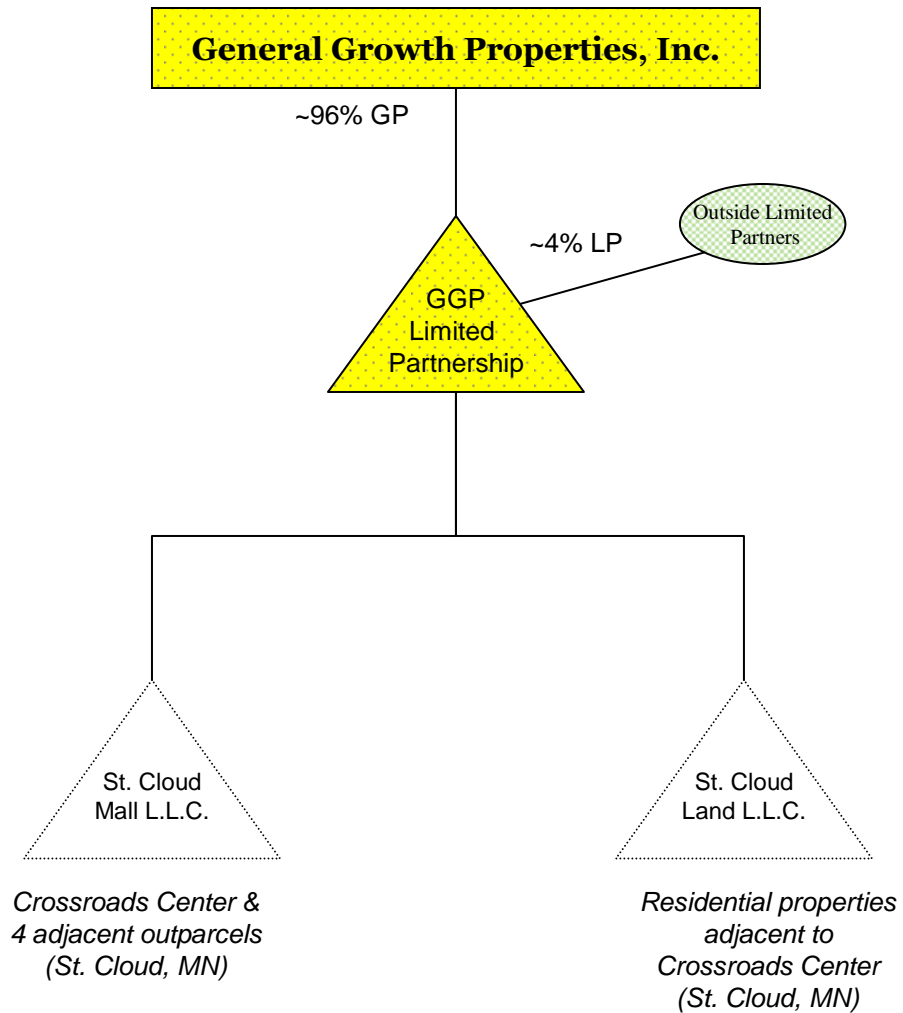 General Growth Properties, Inc.
~96% GP
Outside Limited
Partners
~4% LP
GGP
Limited
Partnership
St. Cloud
Mall L.L.C.
St. Cloud
Land L.L.C.
Crossroads Center &
4 adjacent outparcels
(St. Cloud, MN)
Residential properties
adjacent to
Crossroads Center
(St. Cloud, MN)